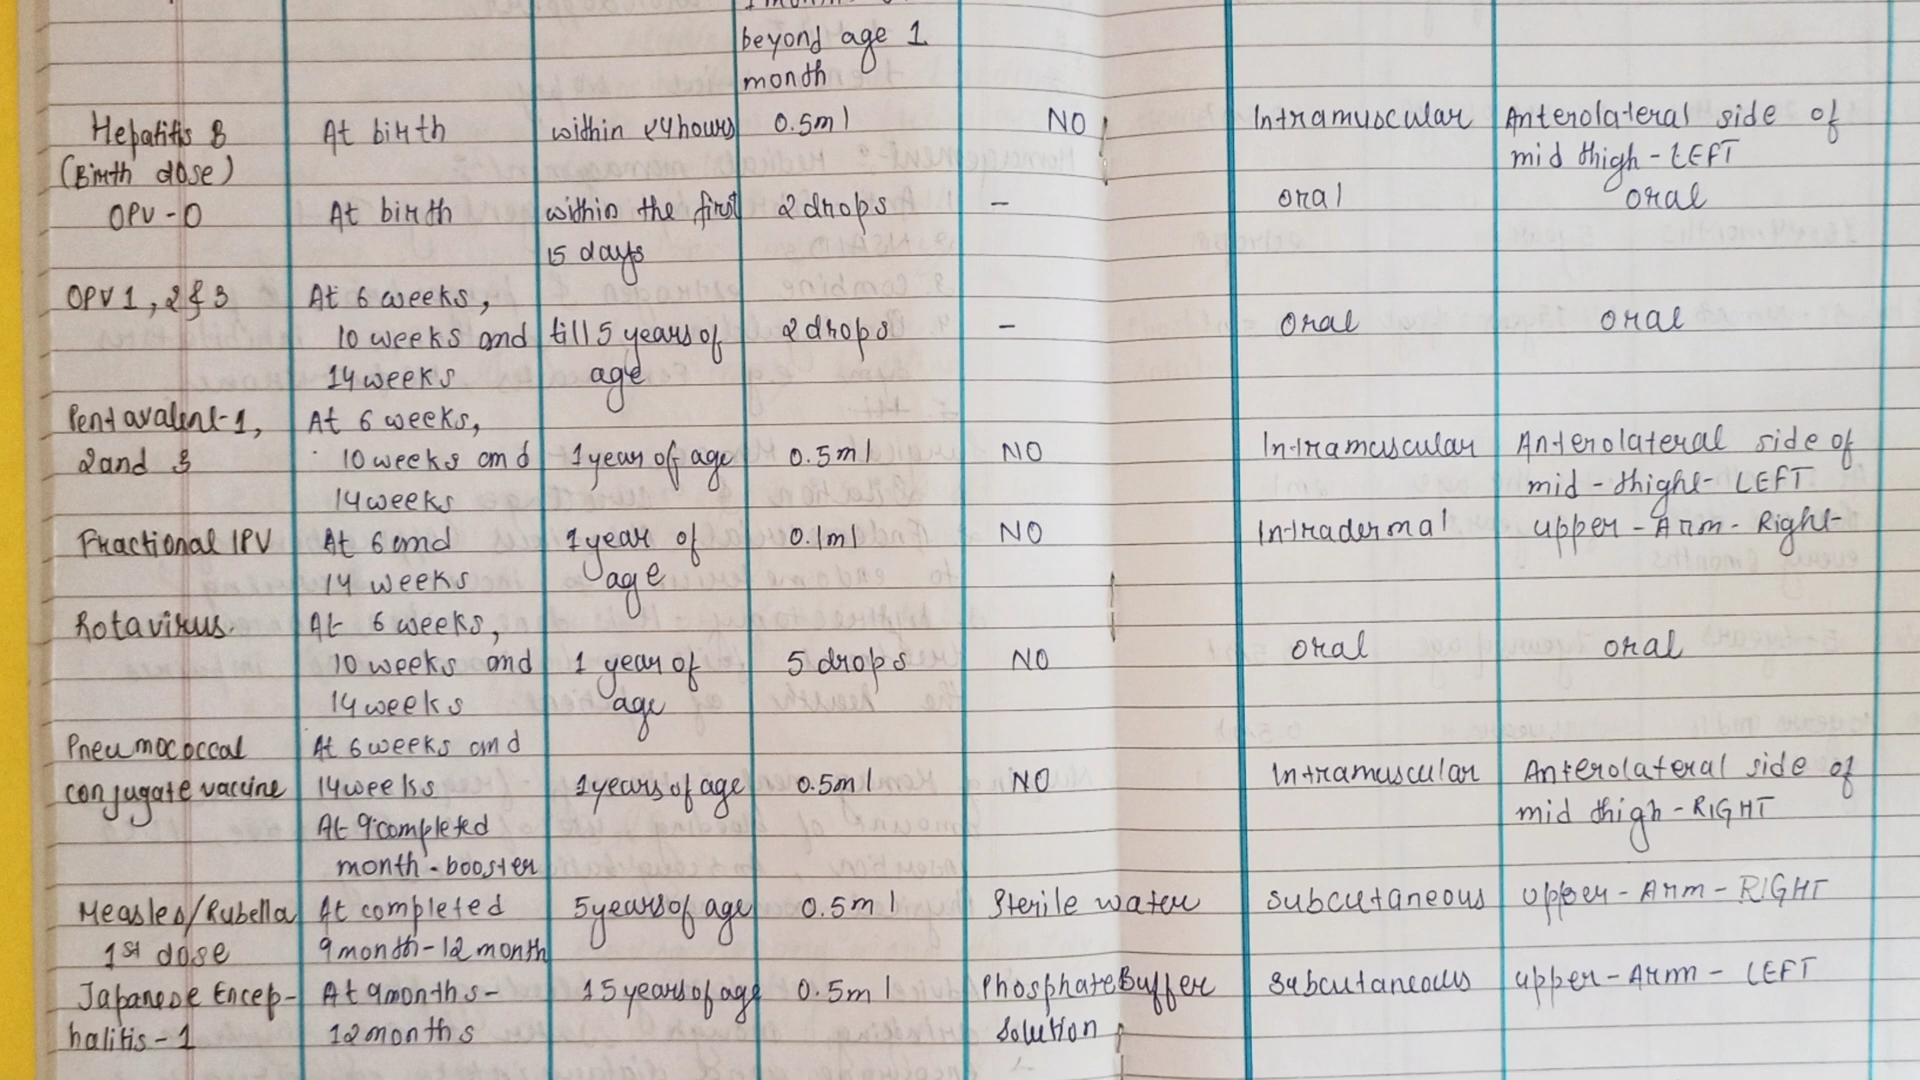 beyond age 1
month
Hepatitis B At birth within 24hours 0.5ml NO Intramuscular Anterolateral side of
(Birth dose) mid thigh - LEFT
OPV - 0 At birth within the first 2 drops - oral oral
15 days
OPV 1, 2 & 3 At 6 weeks,
10 weeks and till 5 years of 2 drops - oral oral
14 weeks age
Pentavalent-1, At 6 weeks,
2 and 3 10 weeks and 1 year of age 0.5ml NO Intramuscular Anterolateral side of
14 weeks mid - thigh - LEFT
Fractional IPV At 6 and 1 year of 0.1ml NO Intradermal upper - Arm - Right
14 weeks age
Rotavirus. At 6 weeks,
10 weeks and 1 year of 5 drops NO oral oral
14 weeks age
Pneumococcal At 6 weeks and
conjugate vaccine 14 weeks 1 years of age 0.5ml NO Intramuscular Anterolateral side of
At 9 completed mid thigh - RIGHT
month - booster
Measles/Rubella At completed 5 years of age 0.5ml Sterile water subcutaneous upper - Arm - RIGHT
1st dose 9 month - 12 month
Japanese Encep- At 9 months - 15 years of age 0.5ml Phosphate Buffer Subcutaneous upper - Arm - LEFT
halitis - 1 12 months solution